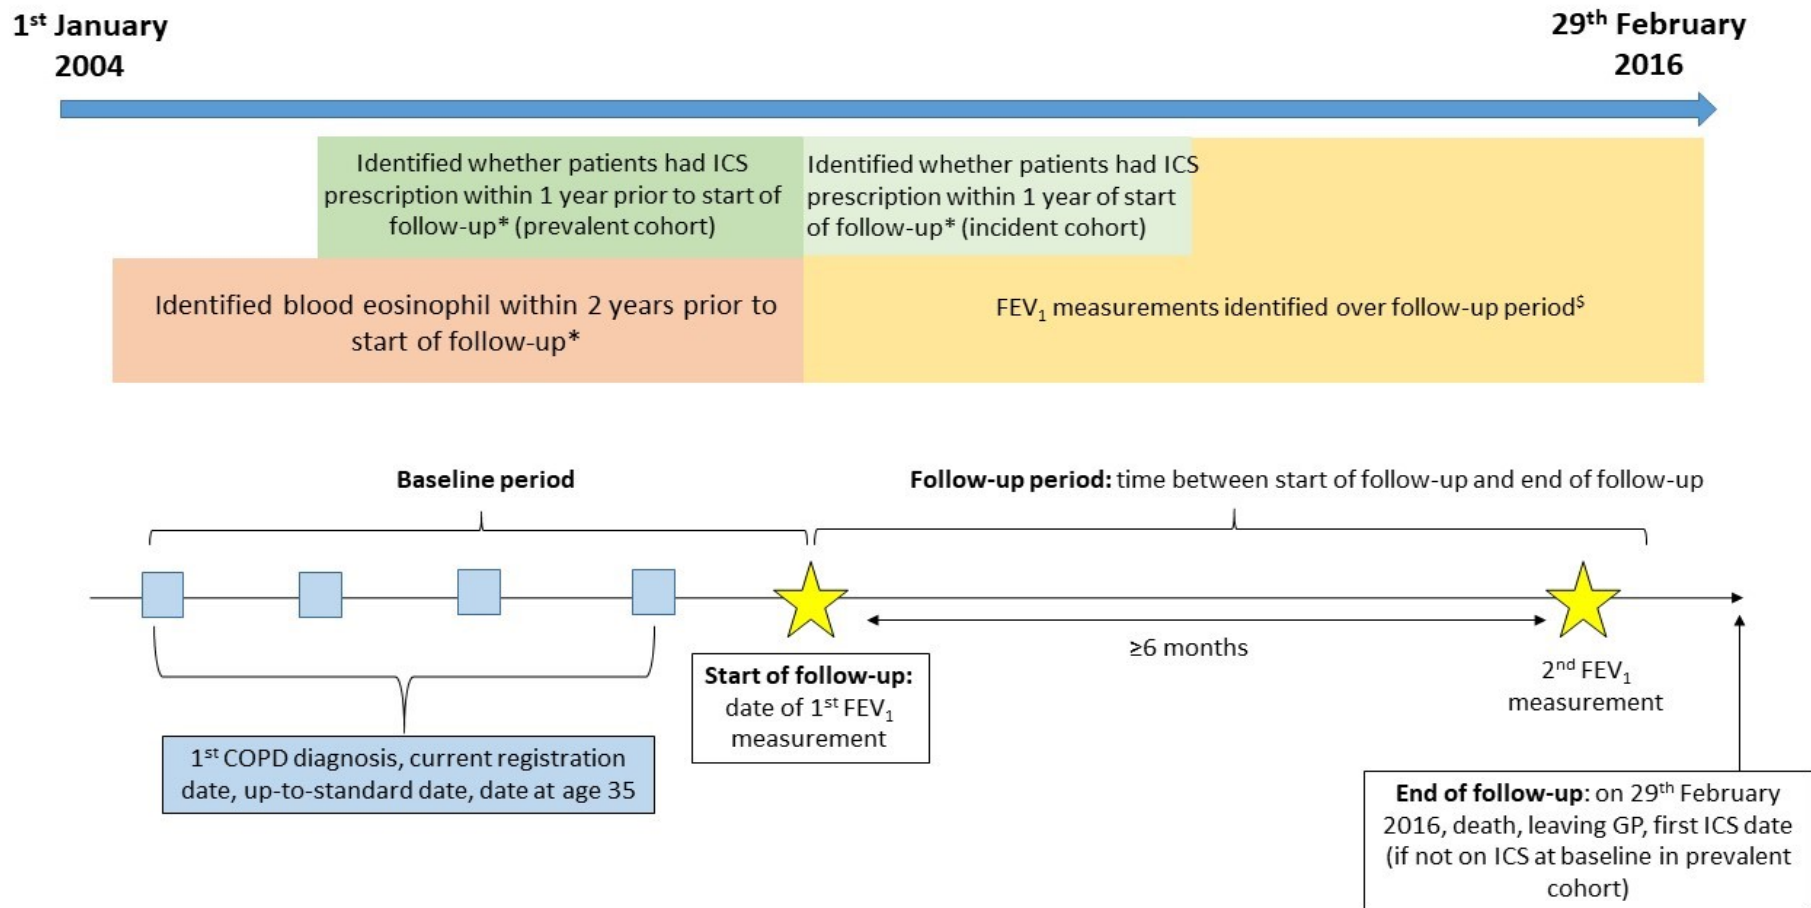 1st January
2004
29th February
2016
Identified whether patients had ICS
prescription within 1 year prior to start of
follow-up* (prevalent cohort)
Identified whether patients had ICS
prescription within 1 year of start
of follow-up* (incident cohort)
Identified blood eosinophil within 2 years prior to
start of follow-up*
FEV1 measurements identified over follow-up period$
Baseline period
Follow-up period: time between start of follow-up and end of follow-up
≥6 months
Start of follow-up:
date of 1st FEV1
measurement
2nd FEV1
measurement
1st COPD diagnosis, current registration
date, up-to-standard date, date at age 35
End of follow-up: on 29th February
2016, death, leaving GP, first ICS date
(if not on ICS at baseline in prevalent
cohort)